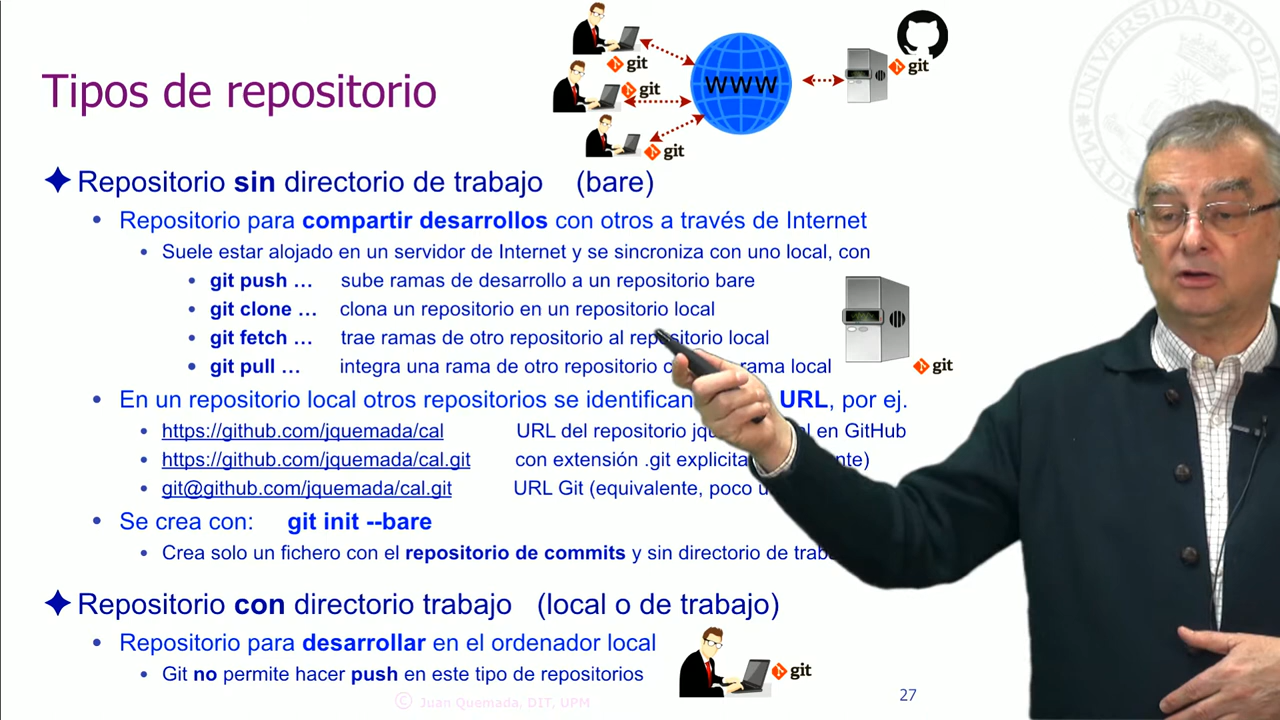 Tipos de repositorio
git
git
git
WWW
git
UNIVERSIDAD POLITÉ
MADRID
Repositorio sin directorio de trabajo (bare)
Repositorio para compartir desarrollos con otros a través de Internet
Suele estar alojado en un servidor de Internet y se sincroniza con uno local, con
git push … sube ramas de desarrollo a un repositorio bare
git clone … clona un repositorio en un repositorio local
git fetch … trae ramas de otro repositorio al repositorio local
git pull … integra una rama de otro repositorio rama local
git
En un repositorio local otros repositorios se identifican URL, por ej.
https://github.com/jquemada/cal URL del repositorio en GitHub
https://github.com/jquemada/cal.git con extensión .git
git@github.com/jquemada/cal.git URL Git (equivalente, poco
Se crea con: git init --bare
Crea solo un fichero con el repositorio de commits y sin directorio de
Repositorio con directorio trabajo (local o de trabajo)
Repositorio para desarrollar en el ordenador local
Git no permite hacer push en este tipo de repositorios
git
© Juan Quemada, DIT, UPM
27